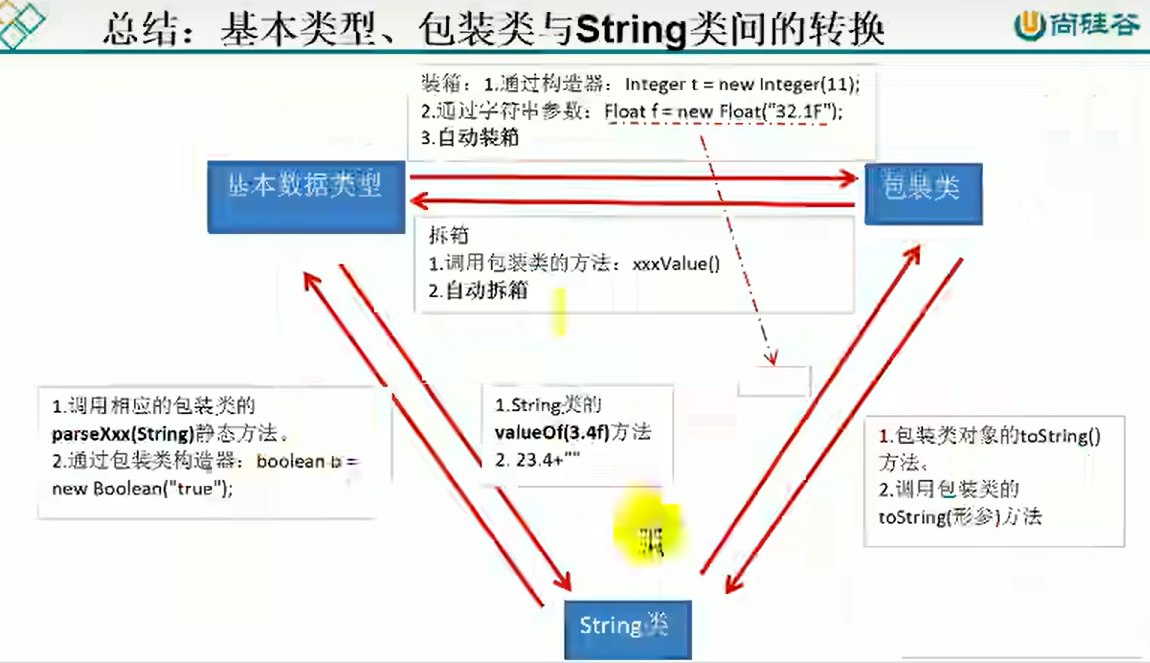 总结：基本类型、包装类与String类间的转换
尚硅谷
装箱：1.通过构造器：Integer t = new Integer(11);
2.通过字符串参数：Float f = new Float("32.1F");
3.自动装箱
基本数据类型
包装类
拆箱
1.调用包装类的方法：xxxValue()
2.自动拆箱
1.调用相应的包装类的
parseXxx(String)静态方法。
2.通过包装类构造器：boolean b =
new Boolean("true");
1.String类的
valueOf(3.4f)方法
2. 23.4+""
1.包装类对象的toString()
方法、
2.调用包装类的
toString(形参)方法
String类